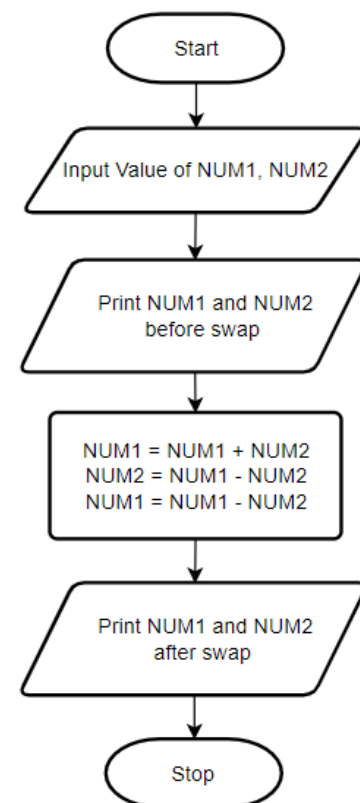 Start
Input Value of NUM1, NUM2
Print NUM1 and NUM2
before swap
NUM1 = NUM1 + NUM2
NUM2 = NUM1 - NUM2
NUM1 = NUM1 - NUM2
Print NUM1 and NUM2
after swap
Stop